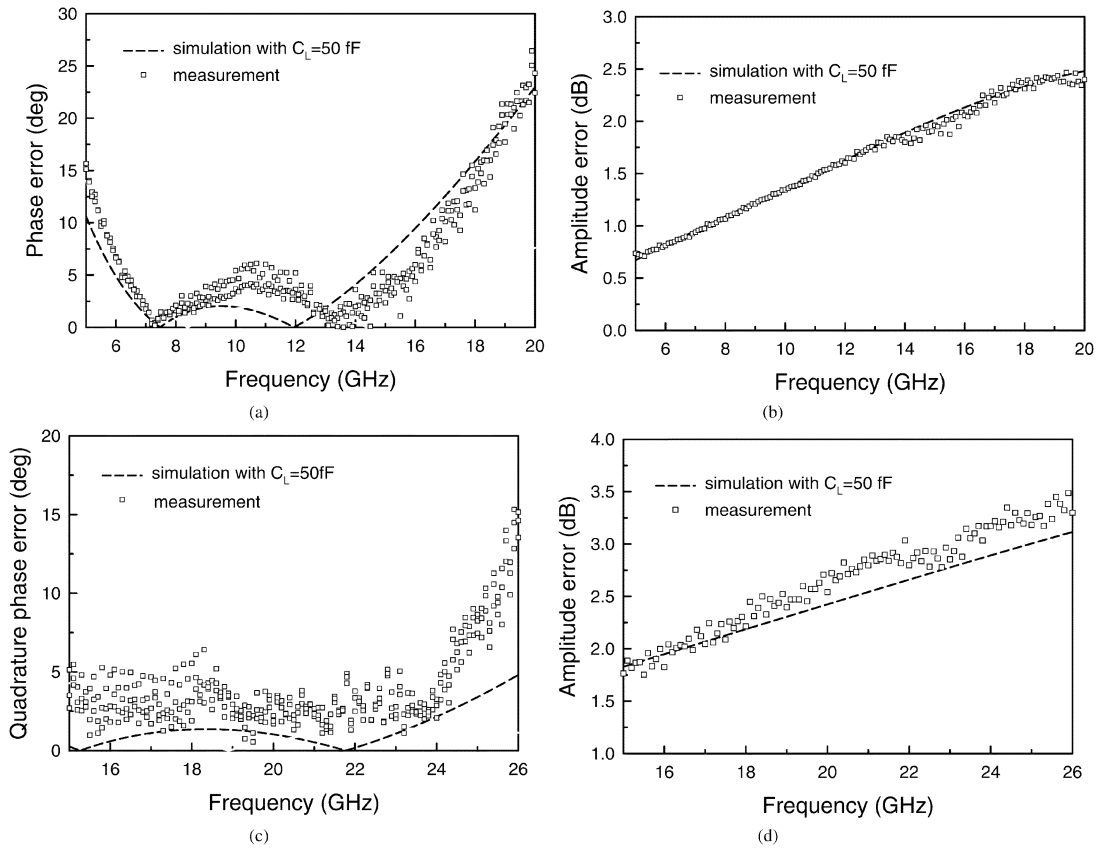 30
25
20
15
10
5
0
Phase error (deg)
simulation with C_L=50 fF
measurement
6 8 10 12 14 16 18 20
Frequency (GHz)
(a)
3.0
2.5
2.0
1.5
1.0
0.5
0.0
Amplitude error (dB)
simulation with C_L=50 fF
measurement
6 8 10 12 14 16 18 20
Frequency (GHz)
(b)
20
15
10
5
0
Quadrature phase error (deg)
simulation with C_L=50fF
measurement
16 18 20 22 24 26
Frequency (GHz)
(c)
4.0
3.5
3.0
2.5
2.0
1.5
1.0
Amplitude error (dB)
simulation with C_L=50 fF
measurement
16 18 20 22 24 26
Frequency (GHz)
(d)